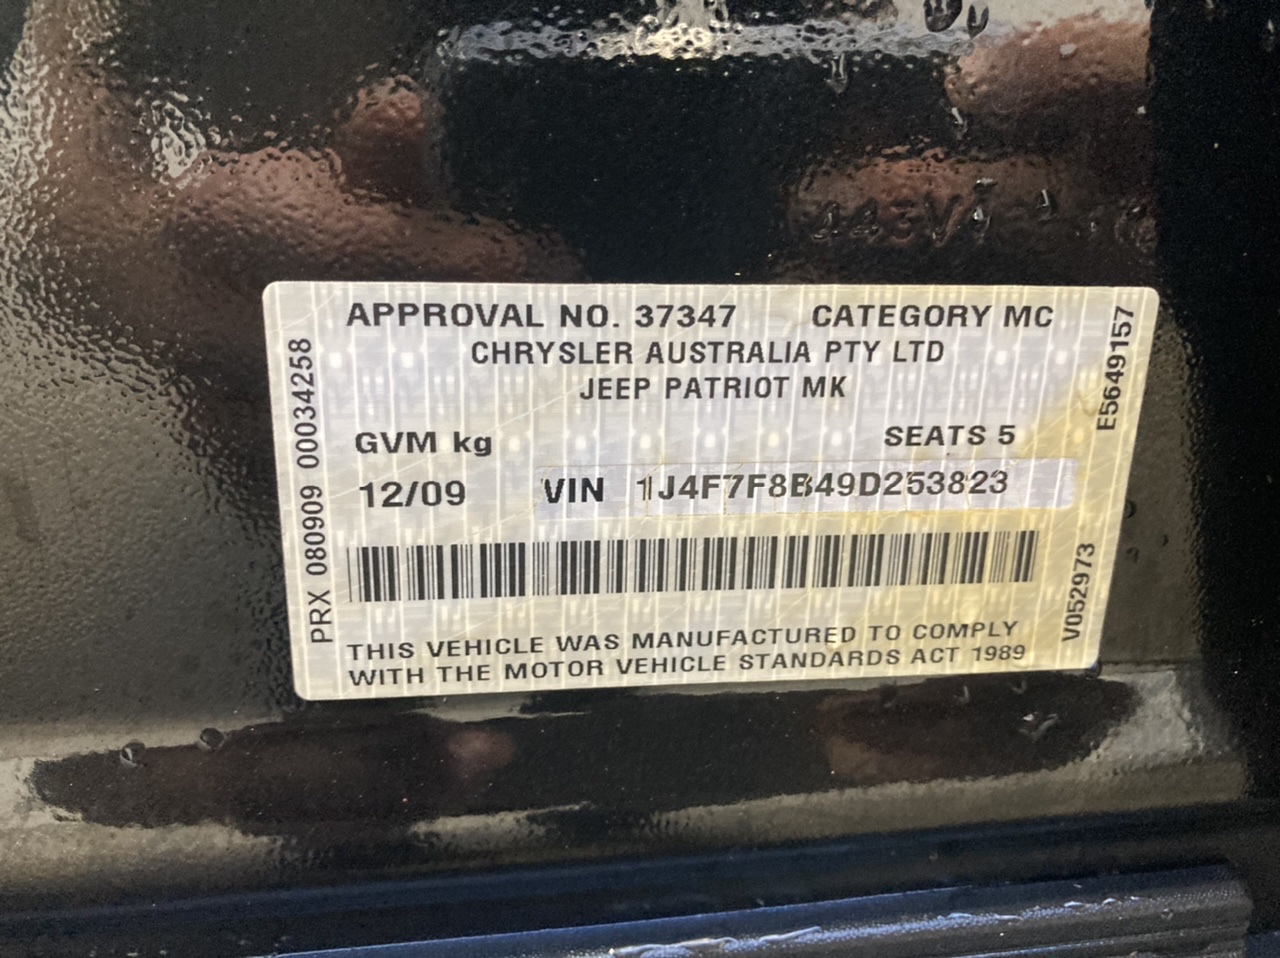 APPROVAL NO. 37347 CATEGORY MC
CHRYSLER AUSTRALIA PTY LTD
JEEP PATRIOT MK
GVM kg SEATS 5
12/09 VIN 1J4F7F8B49D253823
THIS VEHICLE WAS MANUFACTURED TO COMPLY
WITH THE MOTOR VEHICLE STANDARDS ACT 1989
PRX 080909 00034258
E5649157
V052973